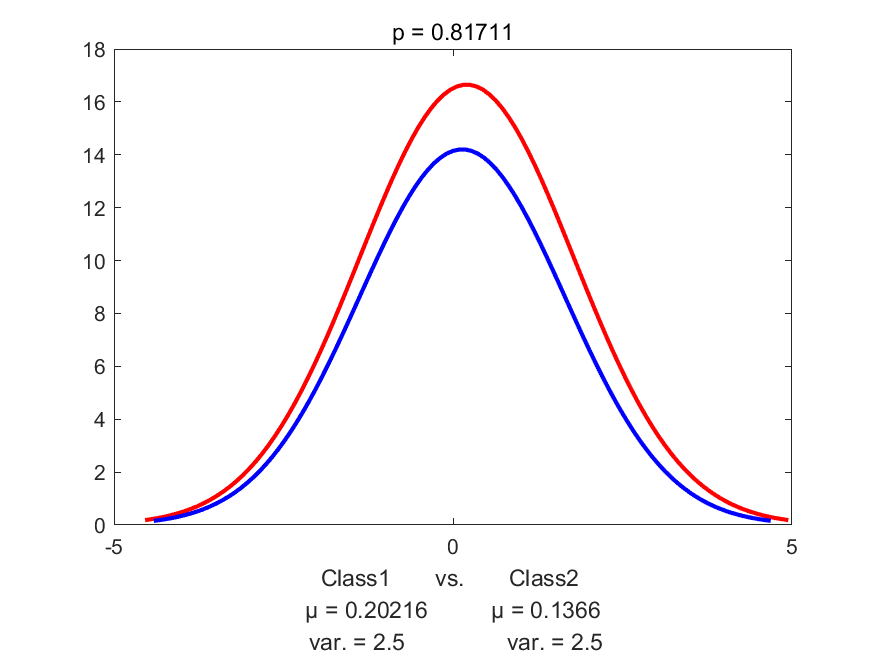 p = 0.81711
18
16
14
12
10
8
6
4
2
0
-5 0 5
Class1 vs. Class2
μ = 0.20216 μ = 0.1366
var. = 2.5 var. = 2.5